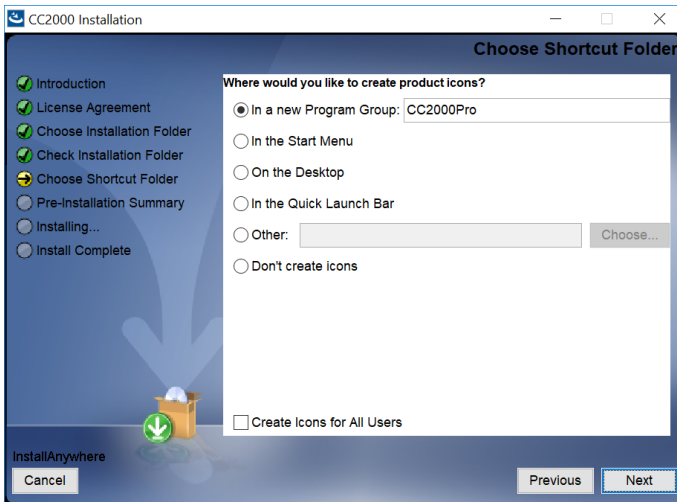 CC2000 Installation
Choose Shortcut Folder
Introduction
License Agreement
Choose Installation Folder
Check Installation Folder
Choose Shortcut Folder
Pre-Installation Summary
Installing...
Install Complete
Where would you like to create product icons?
In a new Program Group: CC2000Pro
In the Start Menu
On the Desktop
In the Quick Launch Bar
Other: Choose...
Don't create icons
Create Icons for All Users
InstallAnywhere
Cancel Previous Next